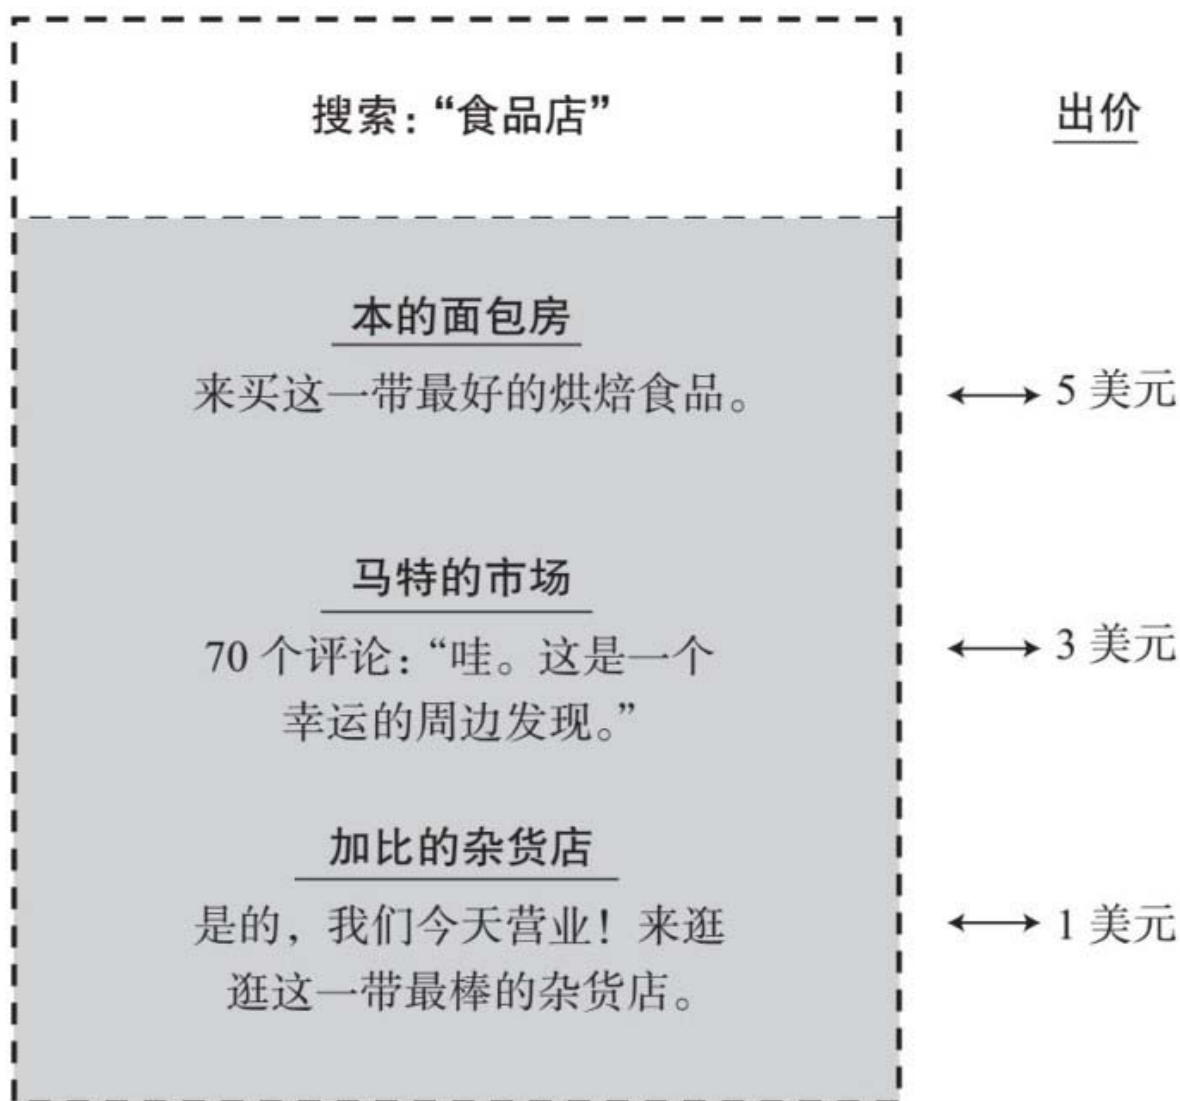 搜索：“食品店”
出价
本的面包房
来买这一带最好的烘焙食品。
5 美元
马特的市场
70 个评论：“哇。这是一个
幸运的周边发现。”
3 美元
加比的杂货店
是的，我们今天营业！来逛
逛这一带最棒的杂货店。
1 美元